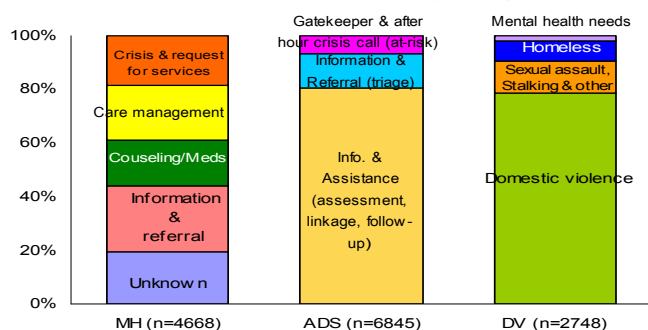 Gatekeeper & after
hour crisis call (at-risk)
Mental health needs
100%
80%
60%
40%
20%
0%
Crisis & request
for services
Care management
Couseling/Meds
Information
&
referral
Unknown
Information &
Referral (triage)
Info. &
Assistance
(assessment,
linkage, follow-
up)
Homeless
Sexual assault,
Stalking & other
Domestic violence
MH (n=4668)
ADS (n=6845)
DV (n=2748)